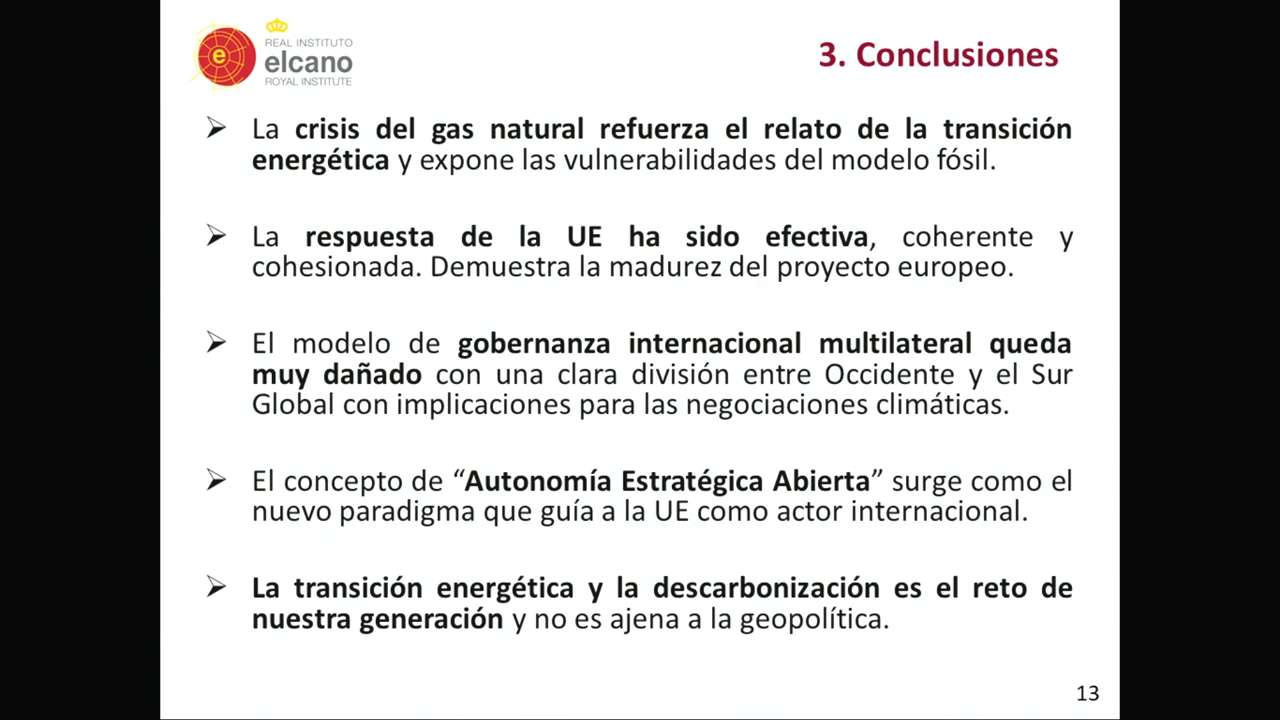 REAL INSTITUTO
elcano
ROYAL INSTITUTE
e
3. Conclusiones
La crisis del gas natural refuerza el relato de la transición
energética y expone las vulnerabilidades del modelo fósil.
La respuesta de la UE ha sido efectiva, coherente y
cohesionada. Demuestra la madurez del proyecto europeo.
El modelo de gobernanza internacional multilateral queda
muy dañado con una clara división entre Occidente y el Sur
Global con implicaciones para las negociaciones climáticas.
El concepto de “Autonomía Estratégica Abierta” surge como el
nuevo paradigma que guía a la UE como actor internacional.
La transición energética y la descarbonización es el reto de
nuestra generación y no es ajena a la geopolítica.
13